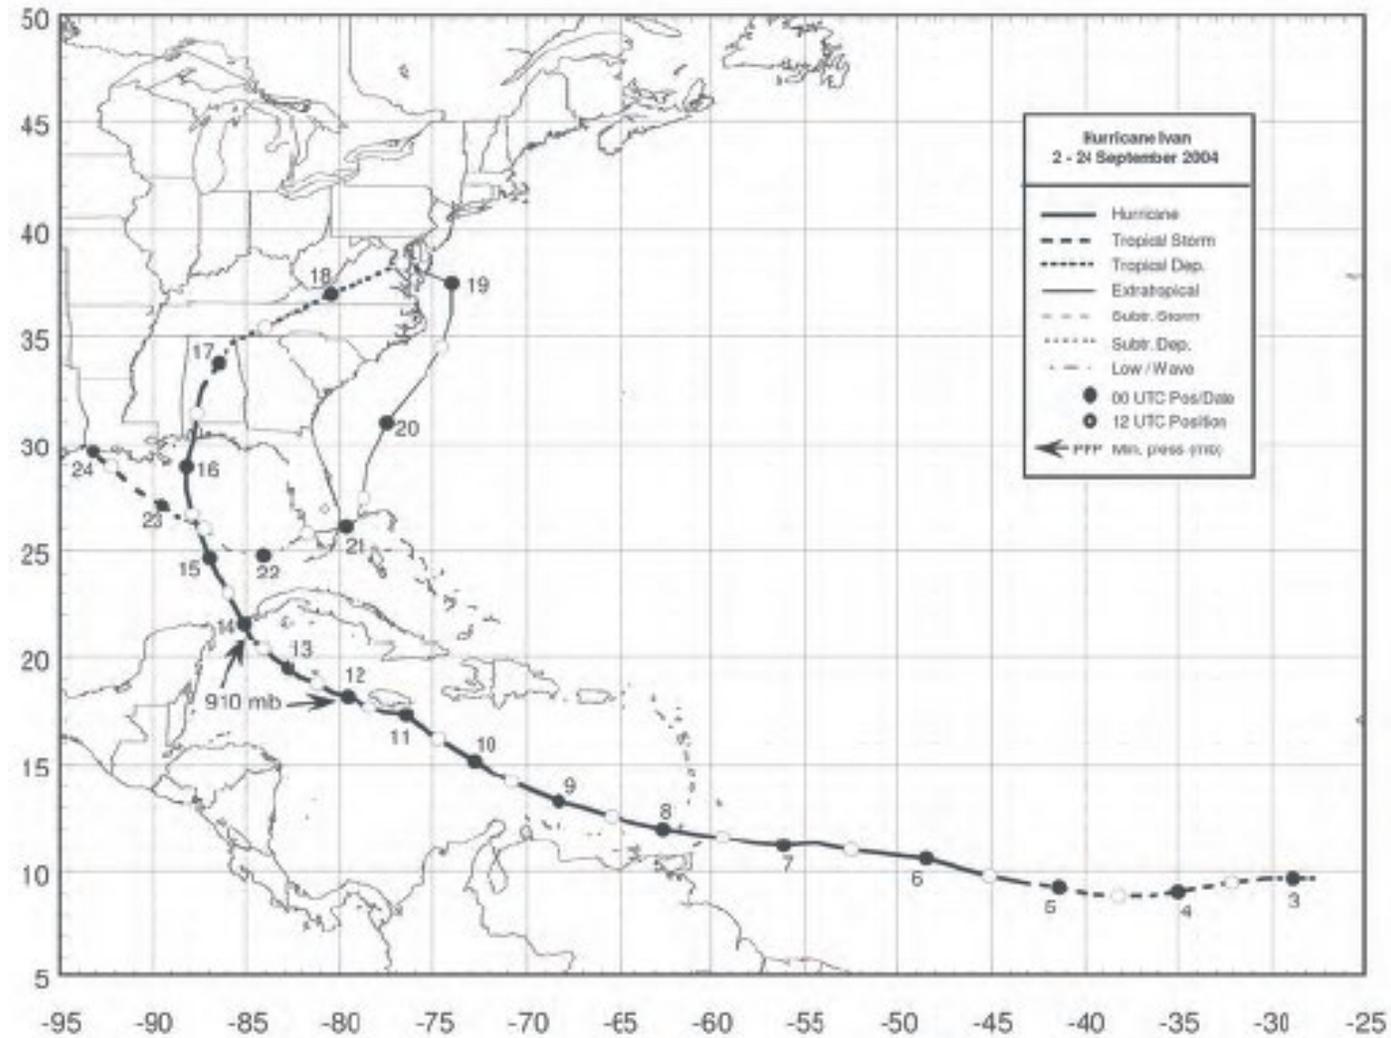 50
45
40
35
30
25
20
15
10
5
-95 -90 -85 -80 -75 -70 -65 -60 -55 -50 -45 -40 -35 -30 -25
Hurricane Ivan
2 - 24 September 2004
Hurricane
Tropical Storm
Tropical Dep.
Extratropical
Subtr. Storm
Subtr. Dep.
Low / Wave
00 UTC Pos/Date
12 UTC Position
PPP Min. press (mb)
18
19
17
20
24
16
23
21
15
22
14
13
12
910 mb
11
10
9
8
7
6
5
4
3